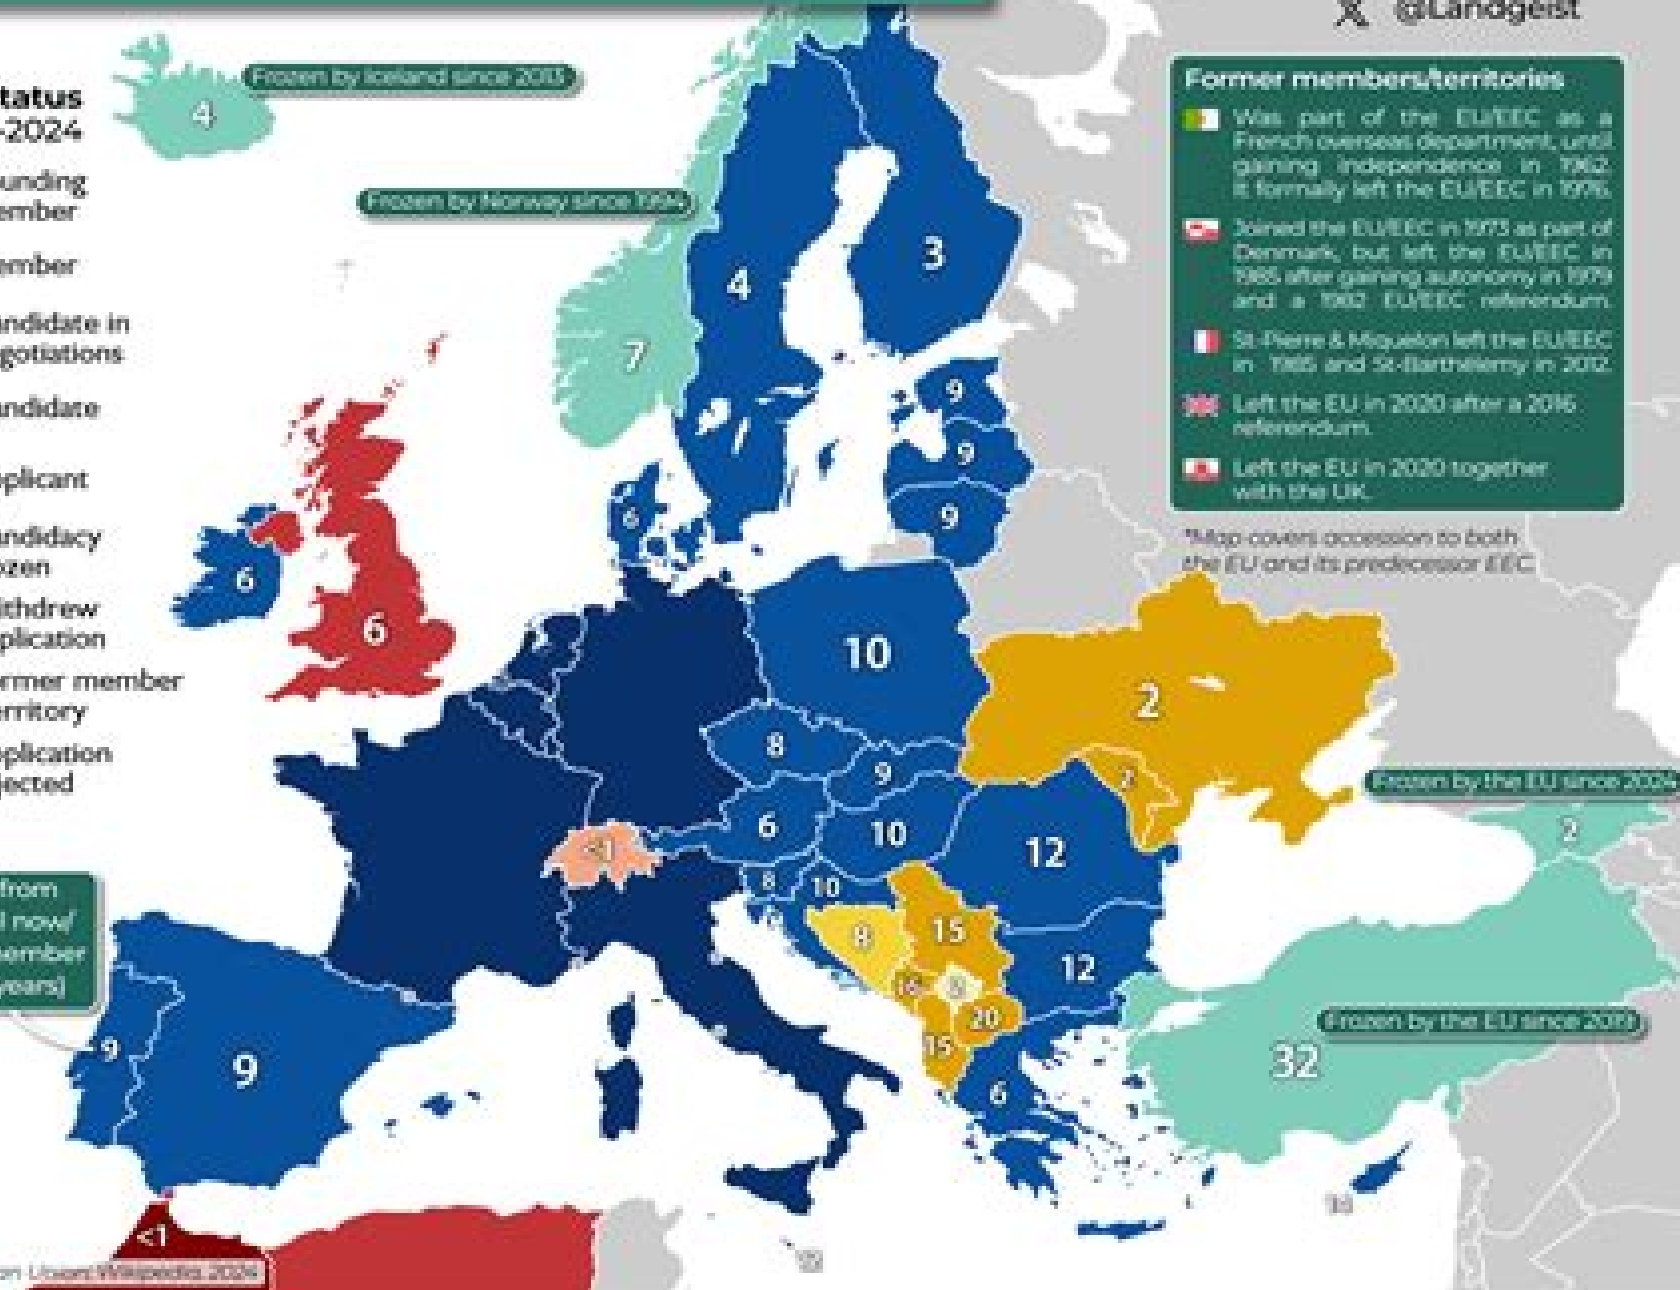 @Landgeist
tatus
-2024
unding
ember
ember
andidate in
gotiations
andidate
plicant
andidacy
ozen
ithdrew
plication
rmer member
erritory
plication
jected
from
l now/
nember
years)
Frozen by Iceland since 2013
Frozen by Norway since 1994
Former members/territories
Was part of the EU/EEC as a
French overseas department, until
gaining independence in 1962.
It formally left the EU/EEC in 1976.
Joined the EU/EEC in 1973 as part of
Denmark, but left the EU/EEC in
1985 after gaining autonomy in 1979
and a 1982 EU/EEC referendum.
St-Pierre & Miquelon left the EU/EEC
in 1985 and St-Barthélemy in 2012.
Left the EU in 2020 after a 2016
referendum.
Left the EU in 2020 together
with the UK.
*Map covers accession to both
the EU and its predecessor EEC.
4
3
4
7
9
9
9
6
6
6
10
2
8
9
2
Frozen by the EU since 2024
2
6
10
12
<1
8
10
8
15
12
20
15
Frozen by the EU since 2019
32
9
9
6
<1
on Union: Wikipedia 2024